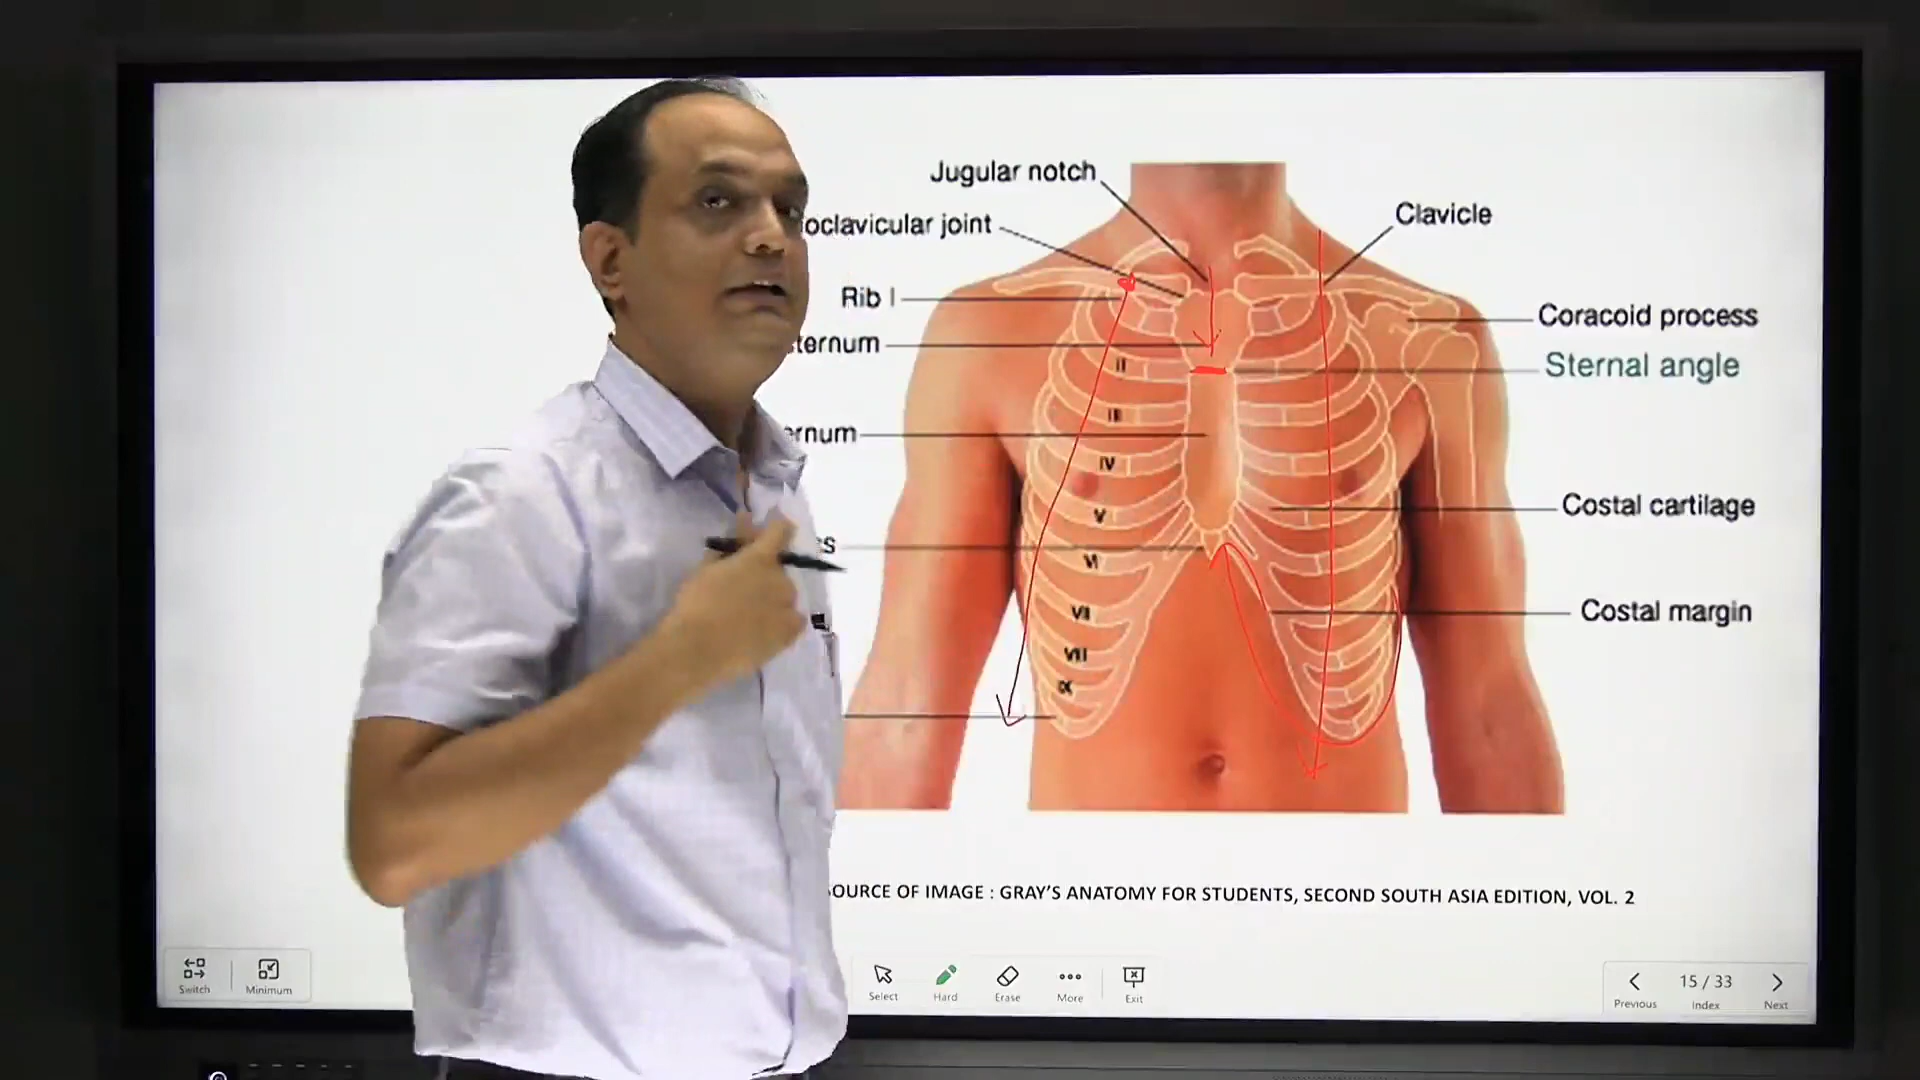 Jugular notch
oclavicular joint
Clavicle
Rib I
Coracoid process
ternum
Sternal angle
II
III
ernum
IV
Costal cartilage
V
ss
VI
Costal margin
VII
VIII
IX
SOURCE OF IMAGE : GRAY'S ANATOMY FOR STUDENTS, SECOND SOUTH ASIA EDITION, VOL. 2
Switch
Minimum
Select
Hard
Erase
More
Exit
Previous
15 / 33
Index
Next